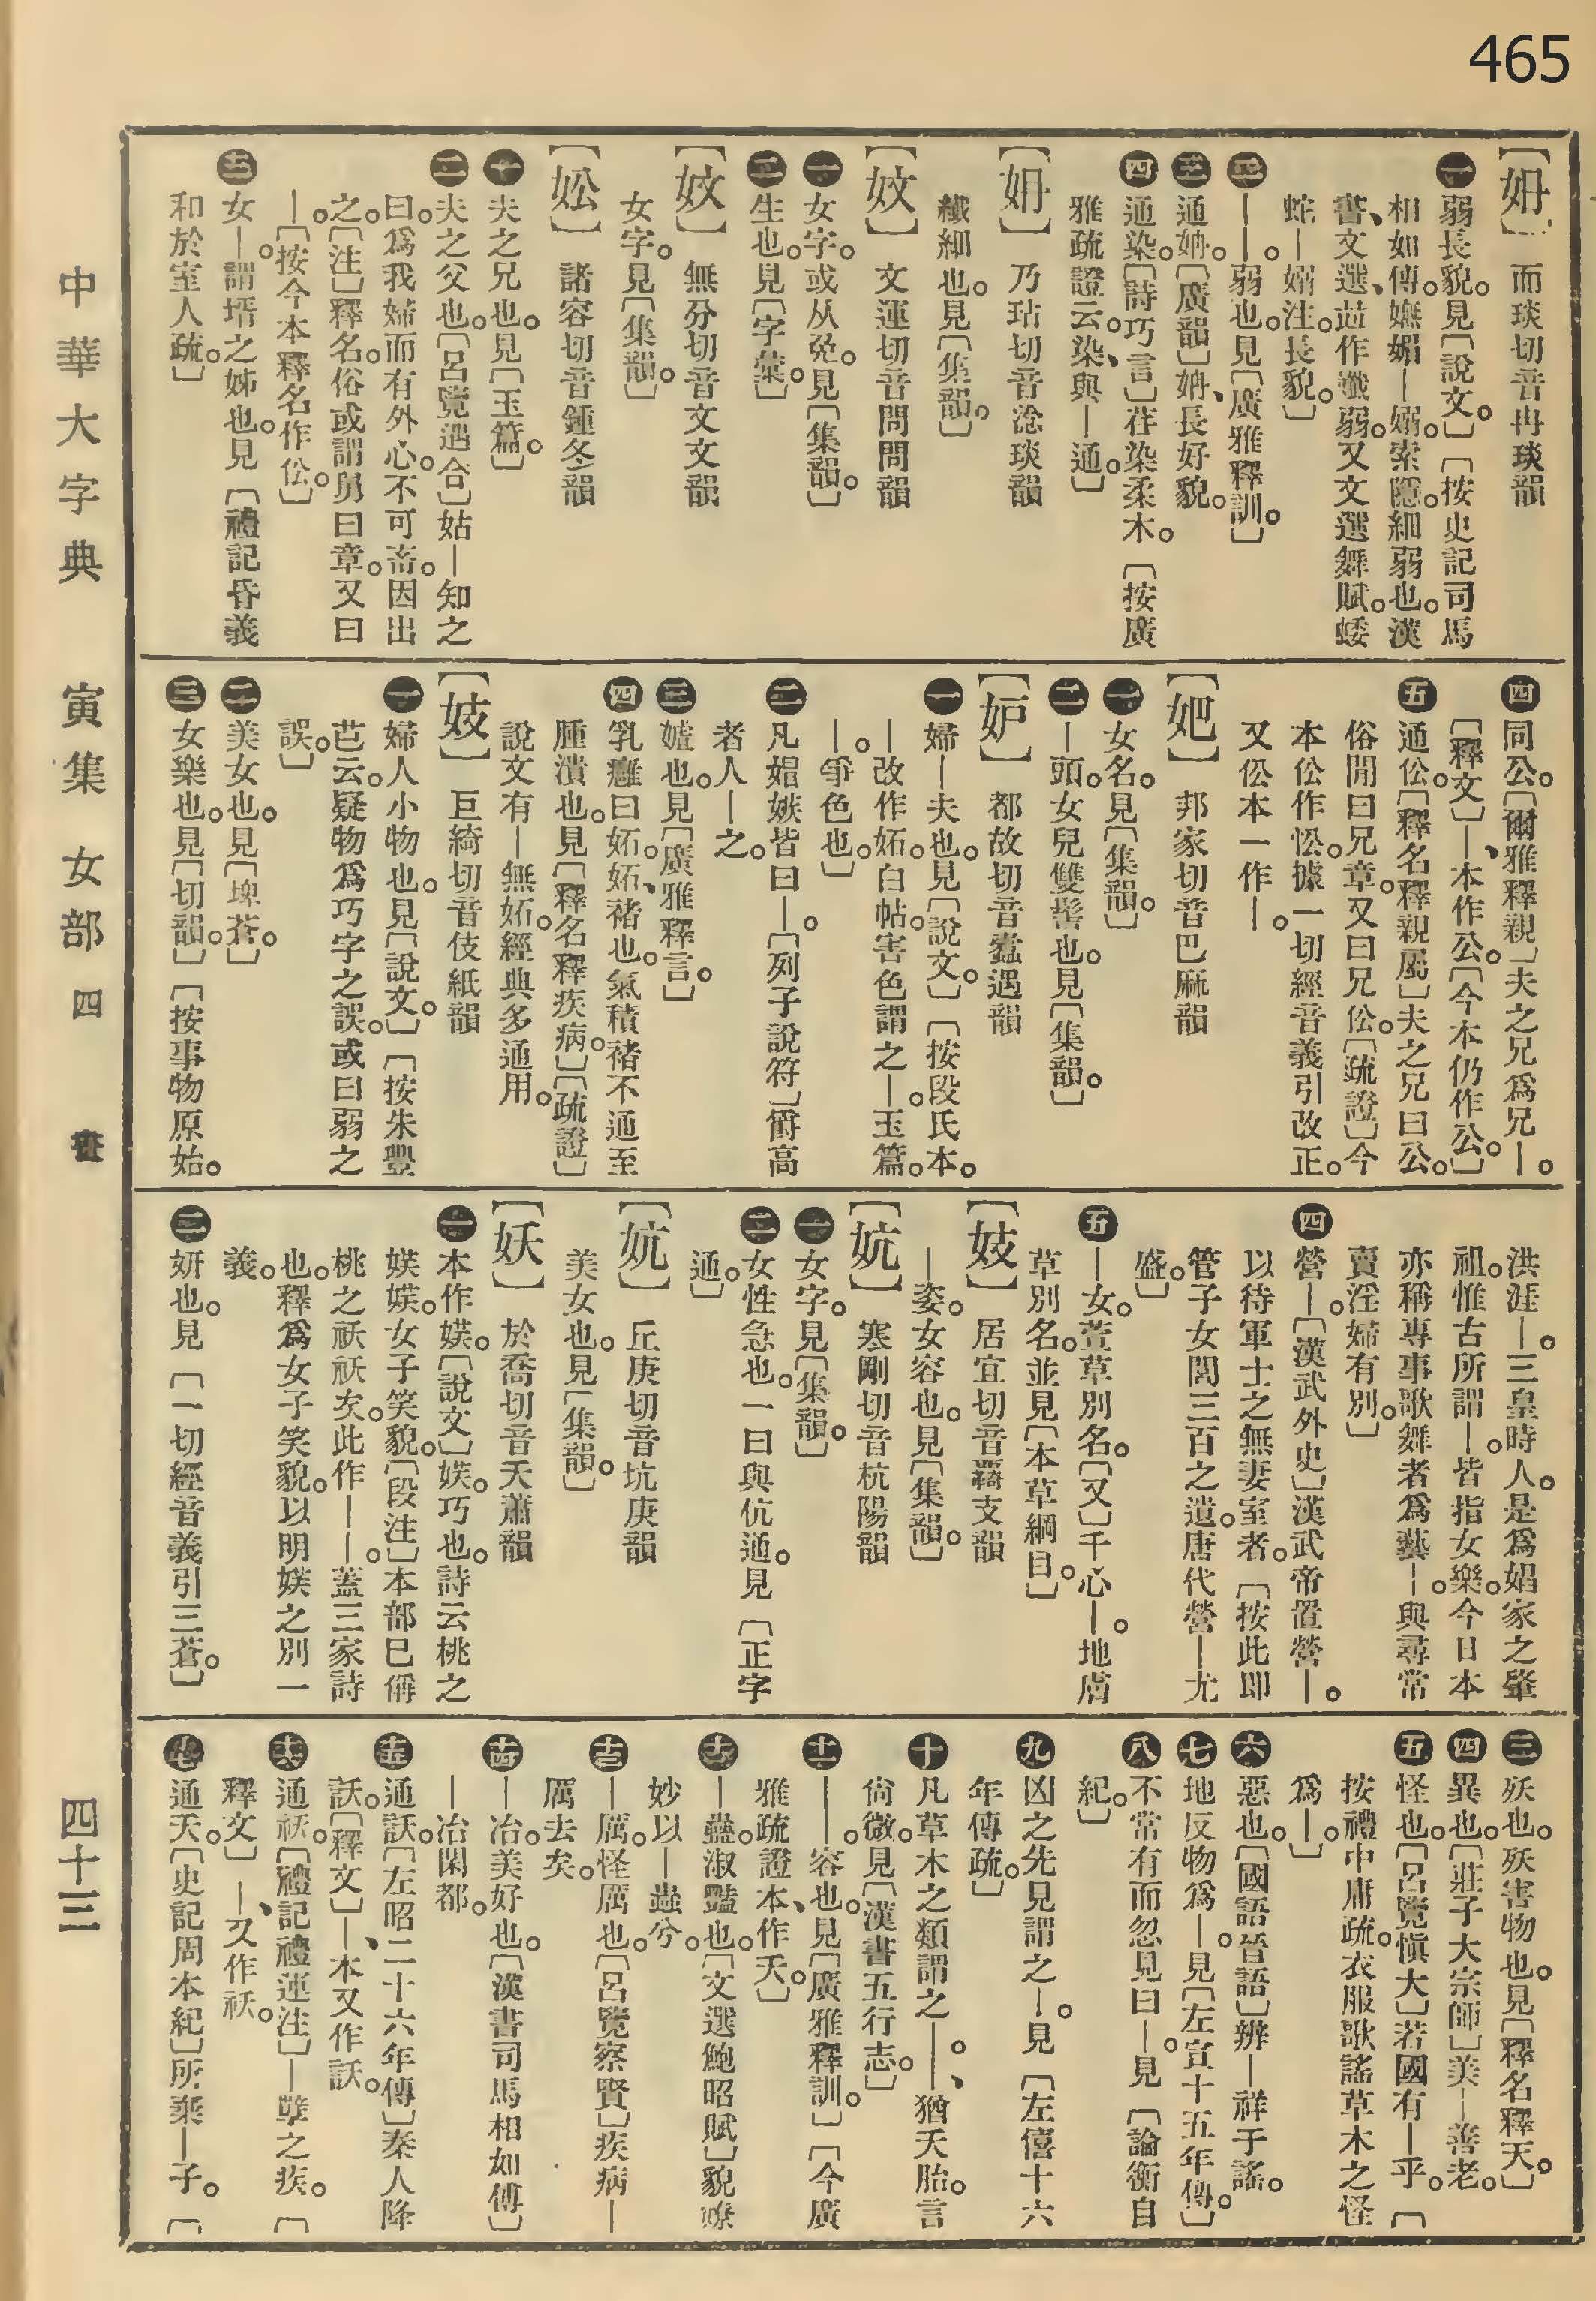 465
【姌】　而琰切音冉琰韻
㊀弱長貌。見〔說文。〕〔按史記司馬
相如傳。嫵媚｜嫋。索隱。細弱也。漢
書、文選、並作孅弱。又文選舞賦。蜲
蛇｜嫋。注。長貌。〕
㊁｜｜。弱也。見〔廣雅釋訓。〕
㊂通娚。〔廣韻〕娚、長好貌。
㊃通染。〔詩巧言〕荏染柔木。〔按廣
雅疏證云。染、與｜通。〕
【姌】　乃玷切音淰琰韻
纖細也。見〔集韻。〕
【妏】　文運切音問問韻
㊀女字。或从免。見〔集韻。〕
㊁生也。見〔字彙。〕
【妏】　無分切音文文韻
女字。見〔集韻。〕
【妐】　諸容切音鍾冬韻
㊀夫之兄也。見〔玉篇。〕
㊁夫之父也。〔呂覽遇合〕姑｜知之
曰。爲我婦而有外心。不可畜。因出
之。〔注〕釋名。俗或謂舅曰章。又曰
｜。〔按今本釋名作伀。〕
㊂女｜。謂壻之姊也。見〔禮記昏義
和於室人疏。〕
㊃同公。〔爾雅釋親〕夫之兄爲兄｜。
〔釋文〕｜、本作公。〔今本仍作公。〕
㊄通伀。〔釋名釋親屬〕夫之兄曰公。
俗閒曰兄章。又曰兄伀。〔疏證〕今
本伀作忪。據一切經音義引改正。
又伀本一作｜。
【妑】　邦家切音巴麻韻
㊀女名。見〔集韻。〕
㊁｜頭。女兒雙髻也。見〔集韻。〕
【妒】　都故切音蠹遇韻
㊀婦｜夫也。見〔說文。〕〔按段氏本。
｜改作妬。白帖。害色謂之｜。玉篇。
｜。爭色也。〕
㊁凡媢嫉皆曰｜。〔列子說符〕爵高
者人｜之。
㊂嫭也。見〔廣雅釋言。〕
㊃乳癰曰妬。妬、褚也。氣積褚不通至
腫潰也。見〔釋名釋疾病。〕〔疏證〕
說文有｜無妬。經典多通用。
【妓】　巨綺切音伎紙韻
㊀婦人小物也。見〔說文。〕〔按朱豐
芑云。疑物爲巧字之誤。或曰弱之
誤。〕
㊁美女也。見〔埤蒼。〕
㊂女樂也。見〔切韻。〕〔按事物原始。
洪涯｜。三皇時人。是爲娼家之肇
祖。惟古所謂｜。皆指女樂。今日本
亦稱專事歌舞者爲藝｜。與尋常
賣淫婦有別。〕
㊃營｜。〔漢武外史〕漢武帝置營｜。
以待軍士之無妻室者。〔按此即
管子女閭三百之遺。唐代營｜尤
盛。〕
㊄｜女。萱草別名。〔又〕千心｜。地膚
草別名。並見〔本草綱目。〕
【妓】　居宜切音羈支韻
｜姿。女容也。見〔集韻。〕
【妔】　寒剛切音杭陽韻
㊀女字。見〔集韻。〕
㊁女性急也。一曰與伉通。見〔正字
通。〕
【妔】　丘庚切音坑庚韻
美女也。見〔集韻。〕
【妖】　於喬切音夭蕭韻
㊀本作媄。〔說文〕媄。巧也。詩云桃之
媄媄。女子笑貌。〔段注〕本部巳偁
桃之祅祅矣。此作｜｜。蓋三家詩
也。釋爲女子笑貌。以明媄之別一
義。
㊁妍也。見〔一切經音義引三蒼。〕
㊂殀也。殀害物也。見〔釋名釋天。〕
㊃異也。〔莊子大宗師〕美｜善老。
㊄怪也。〔呂覽愼大〕若國有｜乎。〔
按禮中庸疏。衣服歌謠草木之怪
爲｜。〕
㊅惡也。〔國語晉語〕辨｜祥于謠。
㊆地反物爲｜。見〔左宣十五年傳。〕
㊇不常有而忽見曰｜。見〔論衡自
紀。〕
㊈凶之先見謂之｜。見〔左僖十六
年傳疏。〕
㊉凡草木之類謂之｜。｜、猶夭胎。言
尙微。見〔漢書五行志。〕
⑪｜｜。容也。見〔廣雅釋訓。〕〔今廣
雅疏證本、作夭。〕
⑫｜蠱。淑豔也。〔文選鮑昭賦〕貌嫽
妙以｜蠱兮。
⑬｜厲。怪厲也。〔呂覽察賢〕疾病｜
厲去矣。
⑭｜冶。美好也。〔漢書司馬相如傳〕
｜冶閑都。
⑮通訞。〔左昭二十六年傳〕秦人降
訞。〔釋文〕｜、本又作訞。
⑯通祅。〔禮記禮運注〕｜孼之疾。〔
釋文〕｜、又作祅。
⑰通夭。〔史記周本紀〕所棄｜子。〔
中華大字典　寅集　女部　四畫　四十三